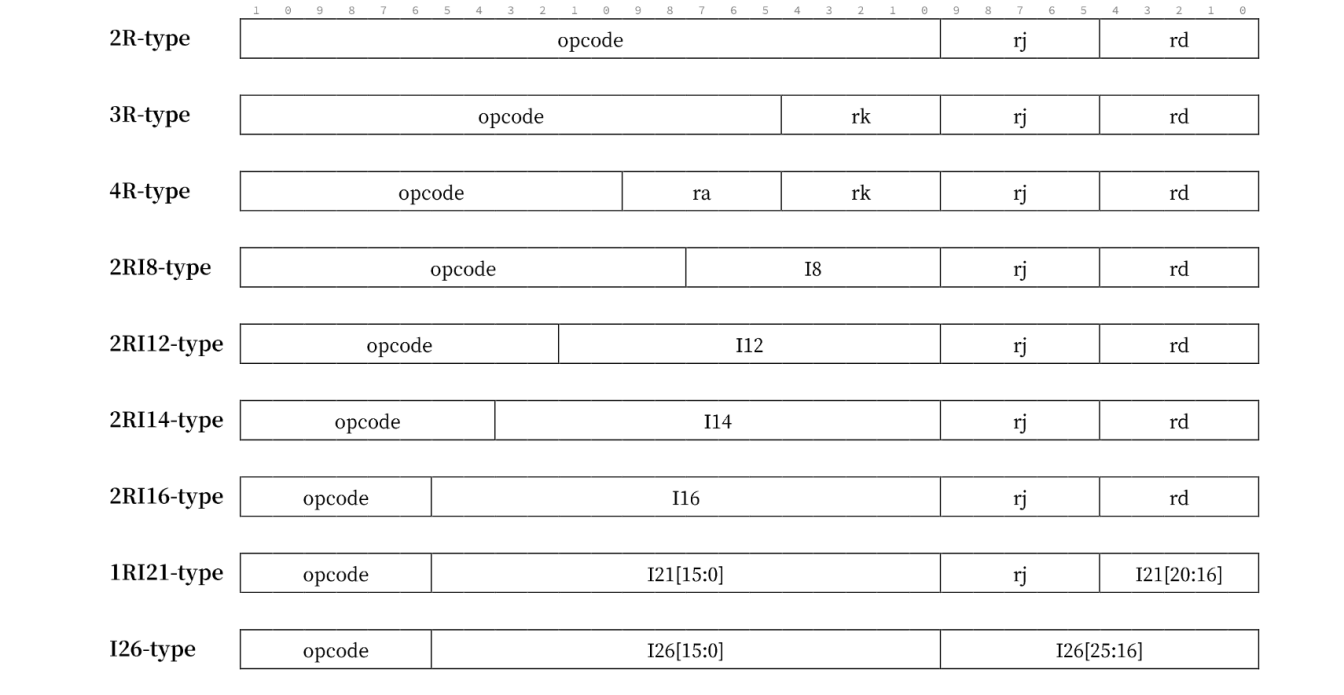 1 0 9 8 7 6 5 4 3 2 1 0 9 8 7 6 5 4 3 2 1 0 9 8 7 6 5 4 3 2 1 0
2R-type opcode rj rd
3R-type opcode rk rj rd
4R-type opcode ra rk rj rd
2RI8-type opcode I8 rj rd
2RI12-type opcode I12 rj rd
2RI14-type opcode I14 rj rd
2RI16-type opcode I16 rj rd
1RI21-type opcode I21[15:0] rj I21[20:16]
I26-type opcode I26[15:0] I26[25:16]